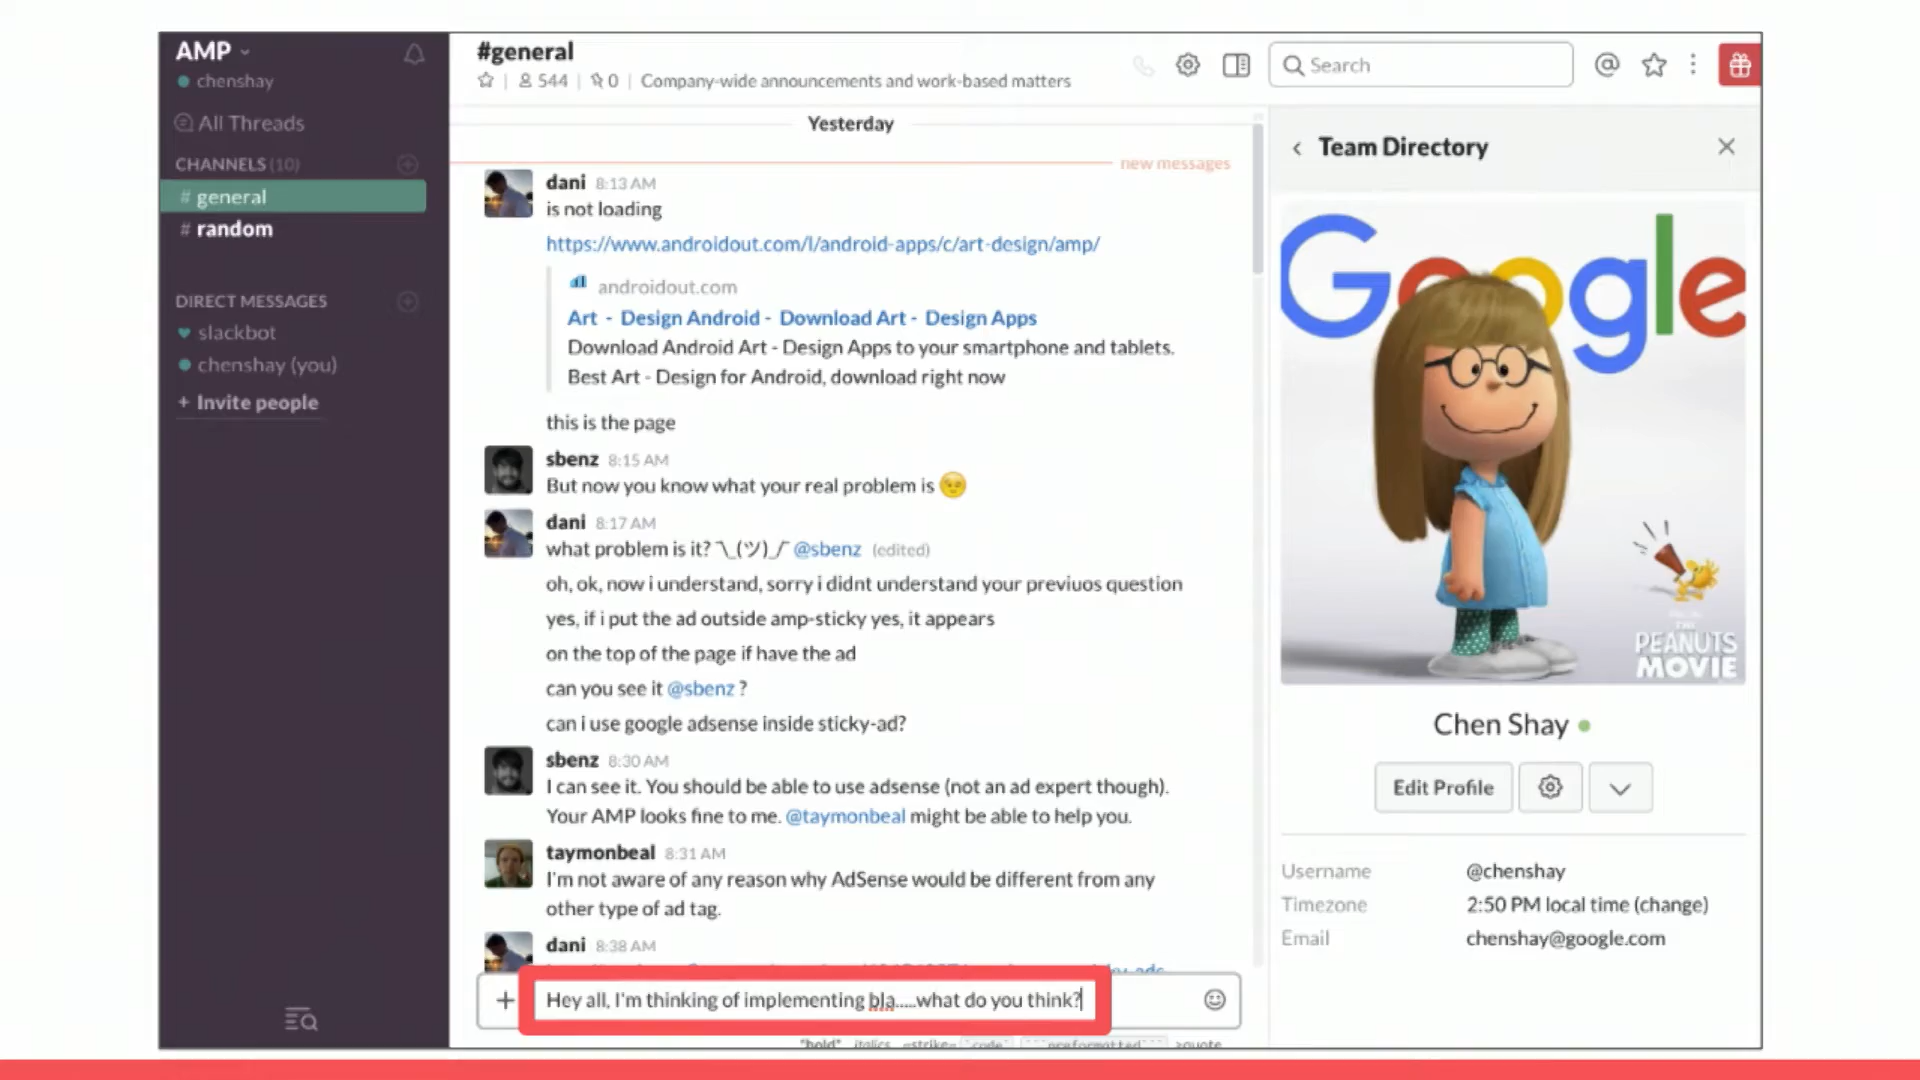 AMP
chenshay
All Threads
CHANNELS (10)
# general
# random
DIRECT MESSAGES
slackbot
chenshay (you)
+ Invite people
#general
544 | 0 | Company-wide announcements and work-based matters
Search
Yesterday
new messages
dani 8:13 AM
is not loading
https://www.androidout.com/l/android-apps/c/art-design/amp/
androidout.com
Art - Design Android - Download Art - Design Apps
Download Android Art - Design Apps to your smartphone and tablets.
Best Art - Design for Android, download right now
this is the page
sbenz 8:15 AM
But now you know what your real problem is
dani 8:17 AM
what problem is it? ¯\_(ツ)_/¯ @sbenz (edited)
oh, ok, now i understand, sorry i didnt understand your previuos question
yes, if i put the ad outside amp-sticky yes, it appears
on the top of the page if have the ad
can you see it @sbenz ?
can i use google adsense inside sticky-ad?
sbenz 8:30 AM
I can see it. You should be able to use adsense (not an ad expert though).
Your AMP looks fine to me. @taymonbeal might be able to help you.
taymonbeal 8:31 AM
I'm not aware of any reason why AdSense would be different from any
other type of ad tag.
dani 8:38 AM
+ Hey all, I'm thinking of implementing bla.....what do you think?
*bold* _italics_ ~strike~ `code` ```preformatted``` >quote
Team Directory
Google
THE
PEANUTS
MOVIE
Chen Shay
Edit Profile
Username @chenshay
Timezone 2:50 PM local time (change)
Email chenshay@google.com